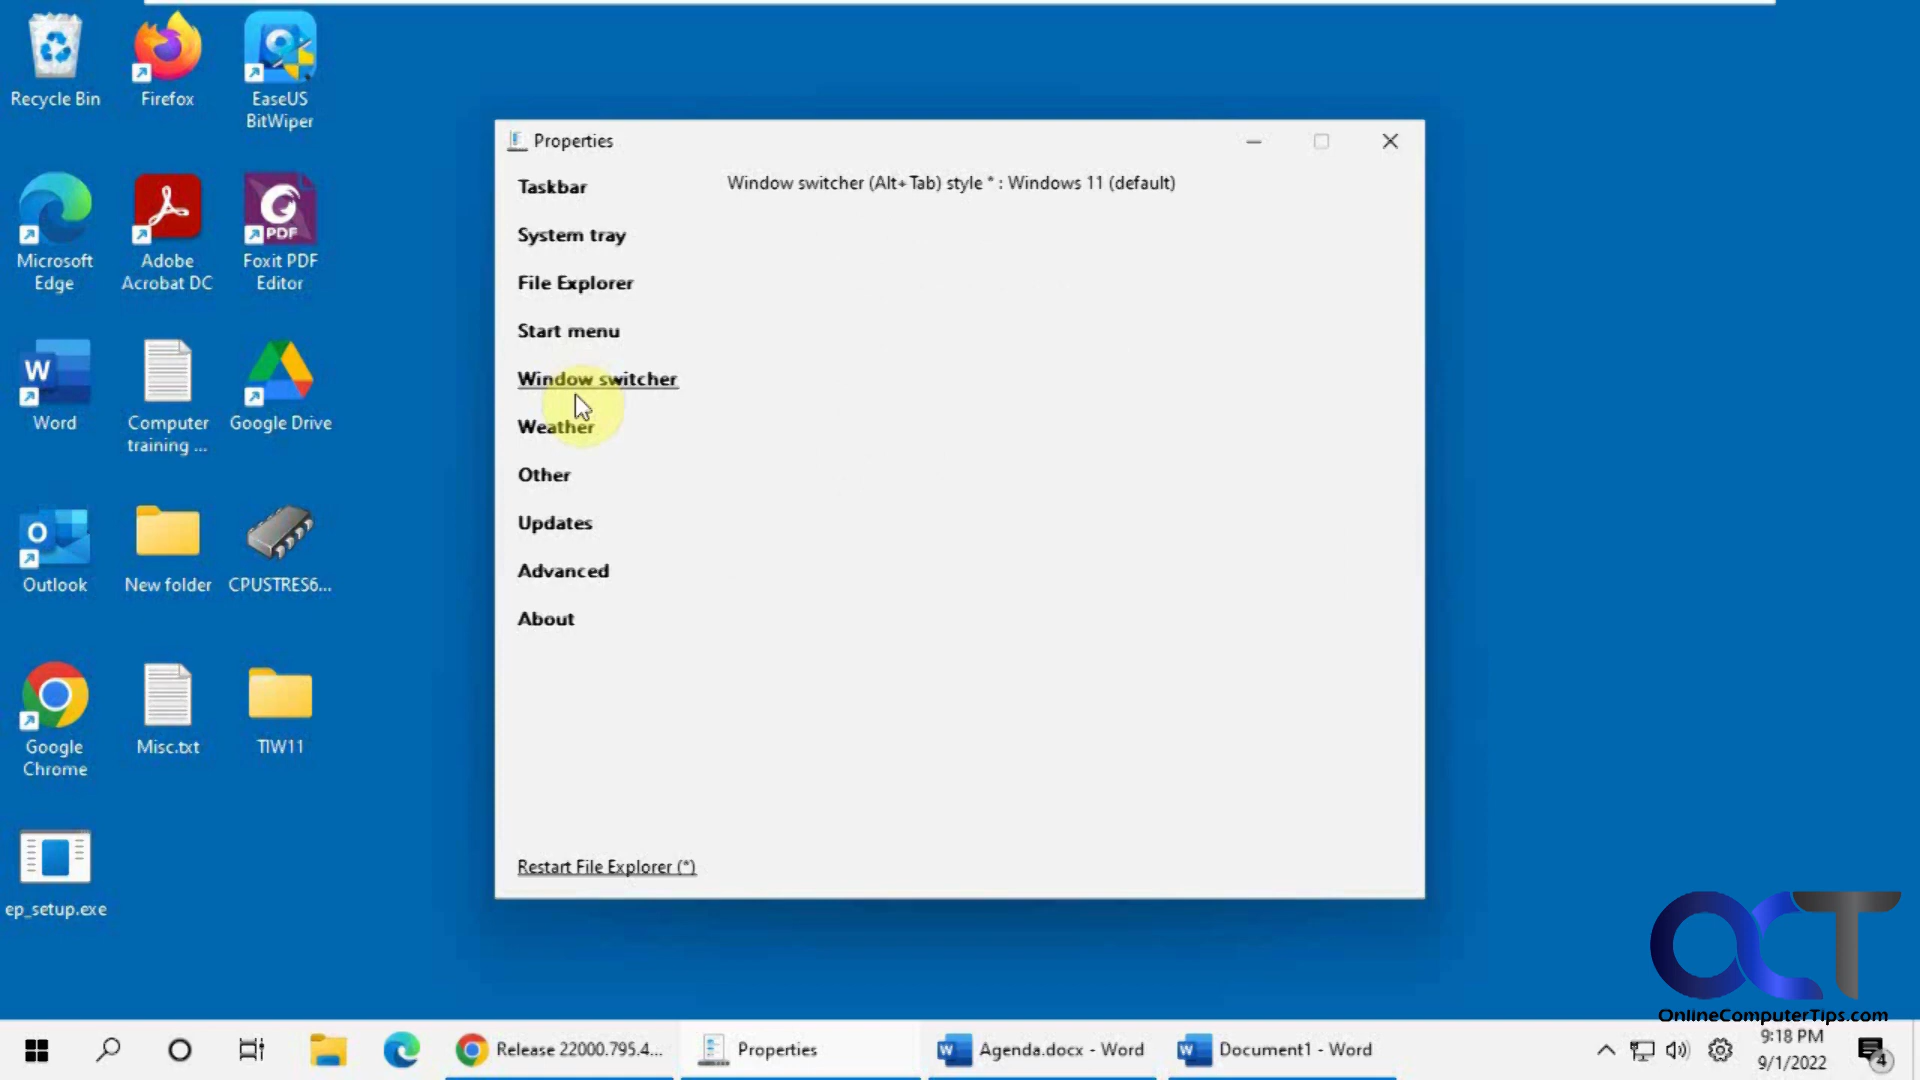 Recycle Bin
Firefox
EaseUS
BitWiper
Microsoft
Edge
Adobe
Acrobat DC
PDF
Foxit PDF
Editor
W
Word
Computer
training ...
Google Drive
O
Outlook
New folder
CPUSTRES6...
Google
Chrome
Misc.txt
TIW11
ep_setup.exe
Properties
Taskbar
System tray
File Explorer
Start menu
Window switcher
Weather
Other
Updates
Advanced
About
Window switcher (Alt+Tab) style * : Windows 11 (default)
Restart File Explorer (*)
OCT
OnlineComputerTips.com
Release 22000.795.4...
Properties
W
Agenda.docx - Word
W
Document1 - Word
9:18 PM
9/1/2022
4